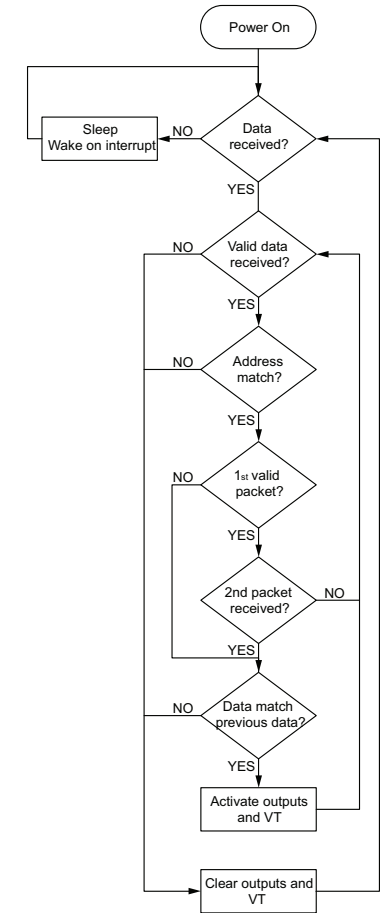 Power On
Data
received?
NO
Sleep
Wake on interrupt
YES
Valid data
received?
NO
YES
Address
match?
NO
YES
1st valid
packet?
NO
YES
2nd packet
received?
NO
YES
Data match
previous data?
NO
YES
Activate outputs
and VT
Clear outputs and
VT